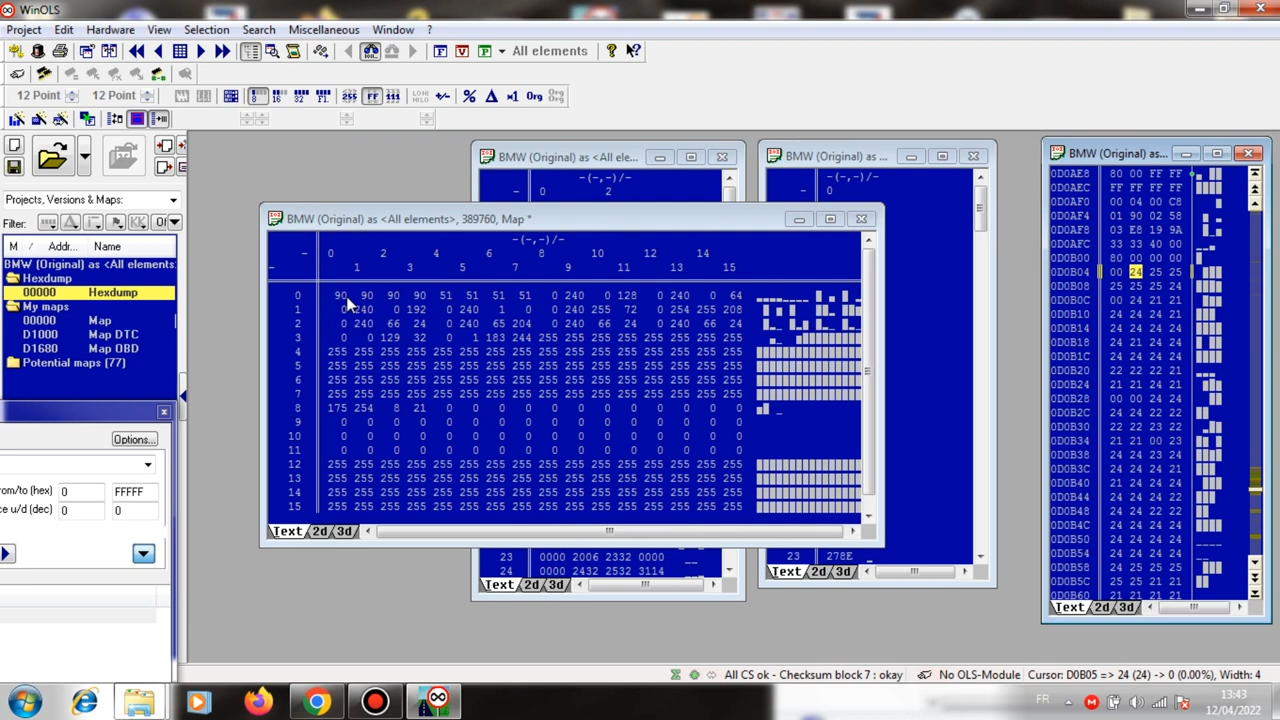 WinOLS
Project Edit Hardware View Selection Search Miscellaneous Window ?
All elements
12 Point 12 Point 8 16 32 Fl. 255 FF 111 LOHI HILO +/- % Δ ×1 Org Org Org
Projects, Versions & Maps:
Filter:
M / Addr... Name
BMW (Original) as <All elements
Hexdump
00000 Hexdump
My maps
00000 Map
D1000 Map DTC
D1680 Map OBD
Potential maps (77)
Options...
om/to (hex) 0 FFFFF
ce u/d (dec) 0 0
BMW (Original) as <All ele...
-(-,-)/-
- 0 2
23 0000 2006 2332 0000
24 0000 2432 2532 3114
Text 2d 3d
BMW (Original) as ...
-(-,-)/-
- 0
23 278E
Text 2d 3d
BMW (Original) as <All elements>, 389760, Map *
-(-,-)/-
- 0 2 4 6 8 10 12 14
- 1 3 5 7 9 11 13 15
0 90 90 90 90 51 51 51 51 0 240 0 128 0 240 0 64
1 0 240 0 192 0 240 1 0 0 240 255 72 0 254 255 208
2 0 240 66 24 0 240 65 204 0 240 66 24 0 240 66 24
3 0 0 129 32 0 1 183 244 255 255 255 255 255 255 255 255
4 255 255 255 255 255 255 255 255 255 255 255 255 255 255 255 255
5 255 255 255 255 255 255 255 255 255 255 255 255 255 255 255 255
6 255 255 255 255 255 255 255 255 255 255 255 255 255 255 255 255
7 255 255 255 255 255 255 255 255 255 255 255 255 255 255 255 255
8 175 254 8 21 0 0 0 0 0 0 0 0 0 0 0 0
9 0 0 0 0 0 0 0 0 0 0 0 0 0 0 0 0
10 0 0 0 0 0 0 0 0 0 0 0 0 0 0 0 0
11 0 0 0 0 0 0 0 0 0 0 0 0 0 0 0 0
12 255 255 255 255 255 255 255 255 255 255 255 255 255 255 255 255
13 255 255 255 255 255 255 255 255 255 255 255 255 255 255 255 255
14 255 255 255 255 255 255 255 255 255 255 255 255 255 255 255 255
15 255 255 255 255 255 255 255 255 255 255 255 255 255 255 255 255
Text 2d 3d
BMW (Original) as...
0D0AE8 80 00 FF FF
0D0AEC FF FF FF FF
0D0AF0 00 04 00 C8
0D0AF4 01 90 02 58
0D0AF8 03 E8 19 9A
0D0AFC 33 33 40 00
0D0B00 80 00 00 00
0D0B04 00 24 25 25
0D0B08 25 25 25 24
0D0B0C 00 24 21 21
0D0B10 24 24 24 24
0D0B14 24 24 24 24
0D0B18 24 24 24 24
0D0B1C 24 24 24 21
0D0B20 22 22 24 24
0D0B24 21 21 24 21
0D0B28 00 00 24 24
0D0B2C 24 24 22 22
0D0B30 22 22 23 22
0D0B34 21 21 00 23
0D0B38 24 24 23 24
0D0B3C 24 24 24 21
0D0B40 21 24 24 24
0D0B44 24 24 24 22
0D0B48 22 22 24 24
0D0B4C 24 24 24 24
0D0B50 24 24 24 24
0D0B54 24 24 24 24
0D0B58 24 25 25 25
0D0B5C 25 25 21 21
0D0B60 21 21 21 21
Text 2d 3d
All CS ok - Checksum block 7 : okay No OLS-Module Cursor: D0B05 => 24 (24) -> 0 (0.00%), Width: 4
FR
13:43
12/04/2022